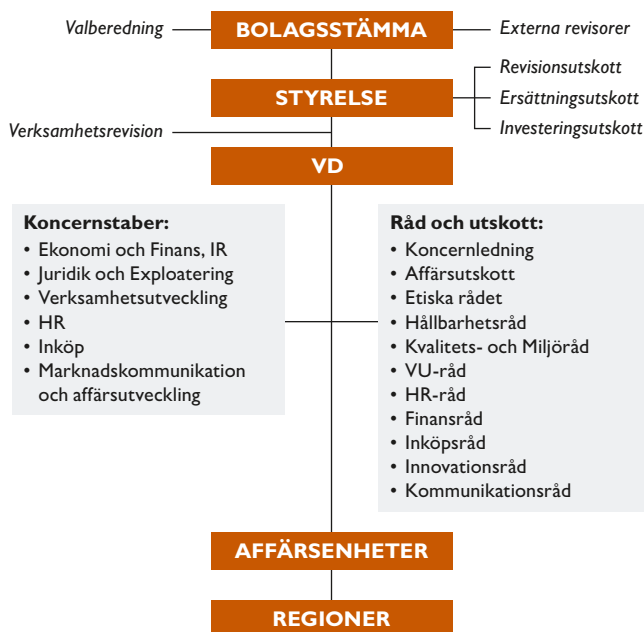 Valberedning
BOLAGSSTÄMMA
Externa revisorer
STYRELSE
Revisionsutskott
Ersättningsutskott
Investeringsutskott
Verksamhetsrevision
VD
Koncernstaber:
• Ekonomi och Finans, IR
• Juridik och Exploatering
• Verksamhetsutveckling
• HR
• Inköp
• Marknadskommunikation
och affärsutveckling
Råd och utskott:
• Koncernledning
• Affärsutskott
• Etiska rådet
• Hållbarhetsråd
• Kvalitets- och Miljöråd
• VU-råd
• HR-råd
• Finansråd
• Inköpsråd
• Innovationsråd
• Kommunikationsråd
AFFÄRSENHETER
REGIONER